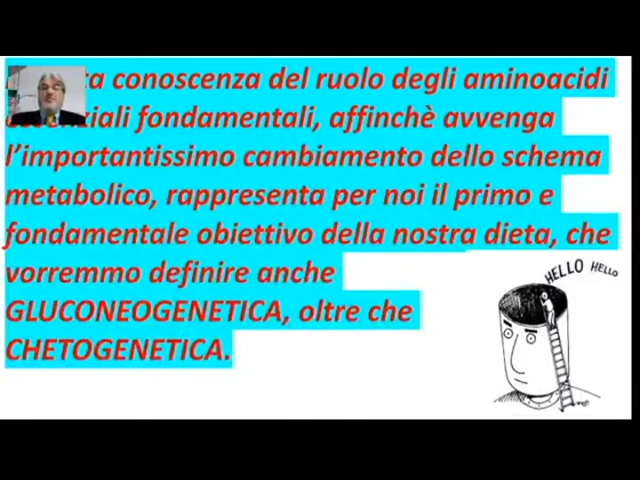 conoscenza del ruolo degli aminoacidi
fondamentali, affinchè avvenga
l'importantissimo cambiamento dello schema
metabolico, rappresenta per noi il primo e
fondamentale obiettivo della nostra dieta, che
vorremmo definire anche
GLUCONEOGENETICA, oltre che
CHETOGENETICA.
HELLO HELLO